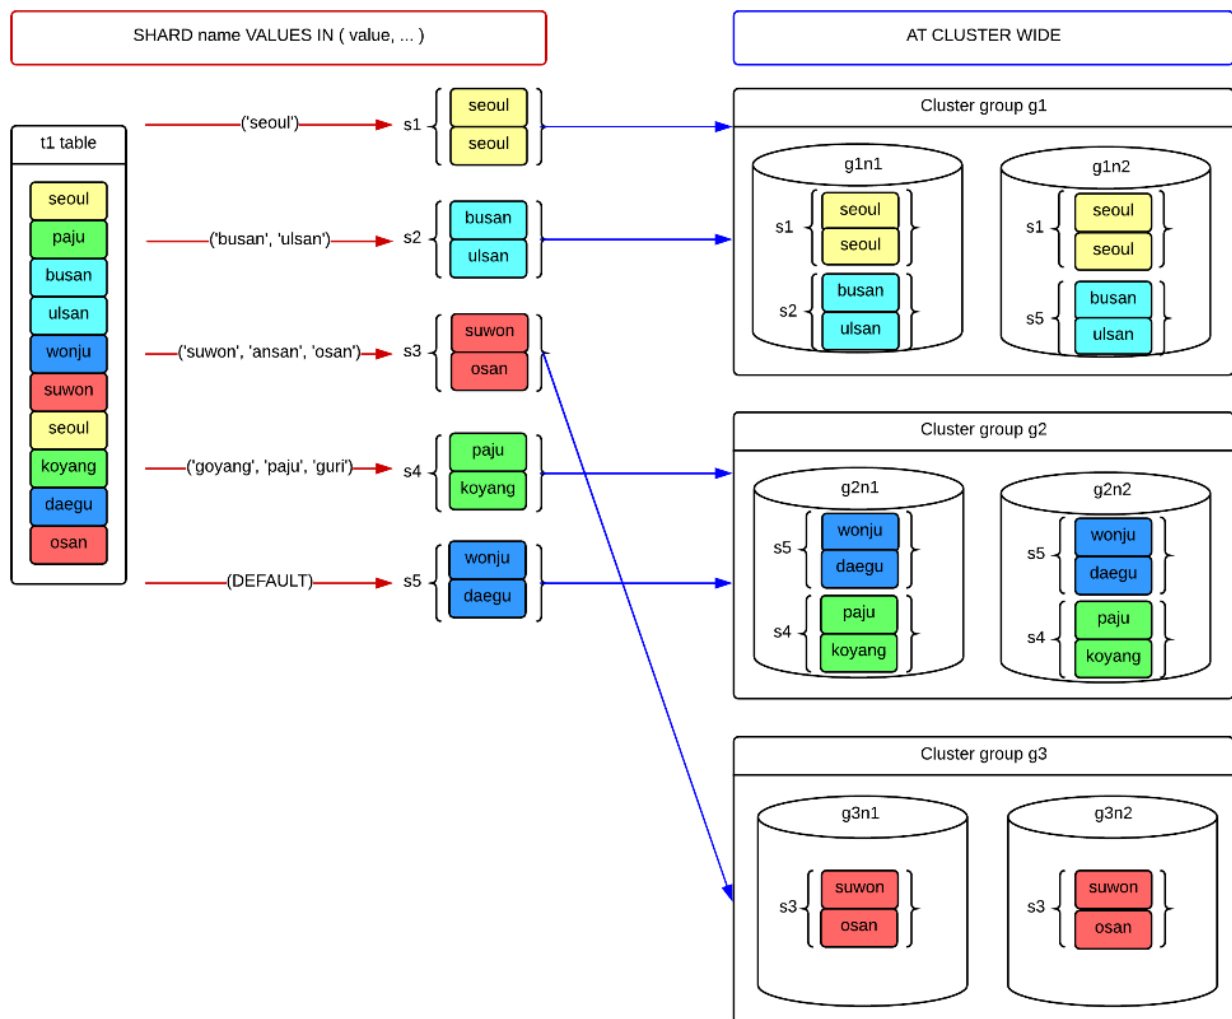 SHARD name VALUES IN ( value, ... )
AT CLUSTER WIDE
t1 table
seoul
paju
busan
ulsan
wonju
suwon
seoul
koyang
daegu
osan
('seoul')
('busan', 'ulsan')
('suwon', 'ansan', 'osan')
('goyang', 'paju', 'guri')
(DEFAULT)
s1
seoul
seoul
s2
busan
ulsan
s3
suwon
osan
s4
paju
koyang
s5
wonju
daegu
Cluster group g1
g1n1
s1
seoul
seoul
s2
busan
ulsan
g1n2
s1
seoul
seoul
s5
busan
ulsan
Cluster group g2
g2n1
s5
wonju
daegu
s4
paju
koyang
g2n2
s5
wonju
daegu
s4
paju
koyang
Cluster group g3
g3n1
s3
suwon
osan
g3n2
s3
suwon
osan